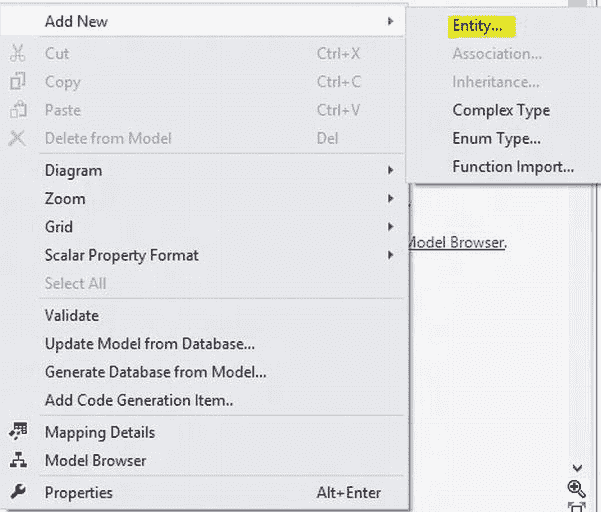 Add New
Entity...
Cut Ctrl+X
Association...
Copy Ctrl+C
Inheritance...
Paste Ctrl+V
Complex Type
Delete from Model Del
Enum Type...
Diagram
Function Import...
Zoom
Grid
Model Browser.
Scalar Property Format
Select All
Validate
Update Model from Database...
Generate Database from Model...
Add Code Generation Item..
Mapping Details
Model Browser
Properties Alt+Enter